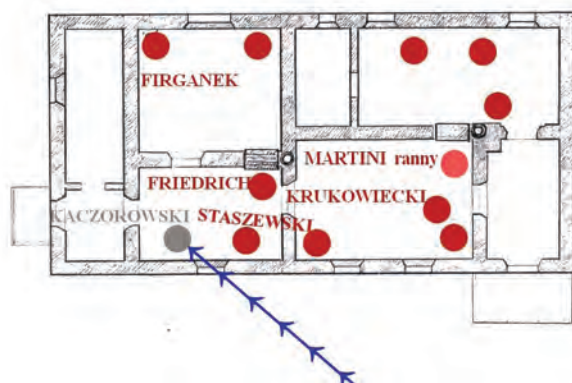 FIRGANEK
MARTINI ranny
FRIEDRICH
KRUKOWIECKI
KACZOROWSKI STASZEWSKI